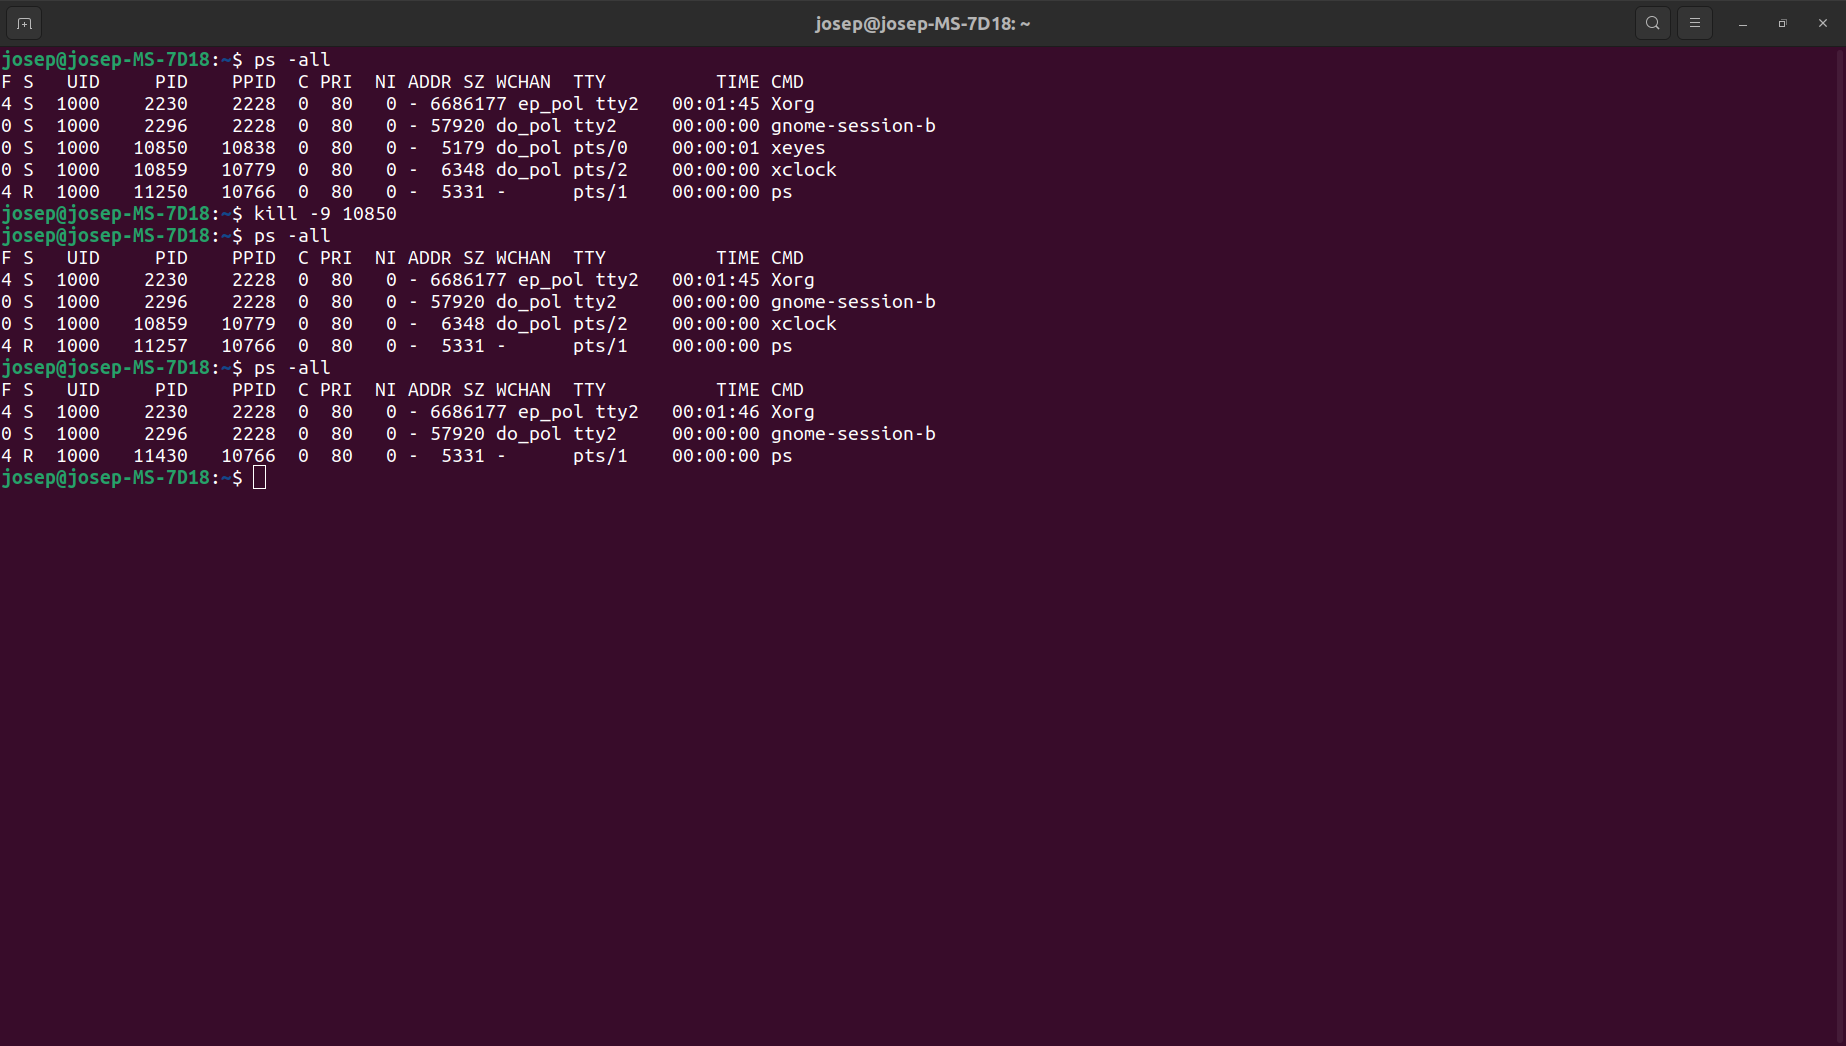 josep@josep-MS-7D18: ~
josep@josep-MS-7D18:~$ ps -all
F S   UID     PID    PPID  C PRI  NI ADDR SZ WCHAN  TTY          TIME CMD
4 S  1000    2230    2228  0  80   0 - 6686177 ep_pol tty2   00:01:45 Xorg
0 S  1000    2296    2228  0  80   0 - 57920 do_pol tty2     00:00:00 gnome-session-b
0 S  1000   10850   10838  0  80   0 -  5179 do_pol pts/0    00:00:01 xeyes
0 S  1000   10859   10779  0  80   0 -  6348 do_pol pts/2    00:00:00 xclock
4 R  1000   11250   10766  0  80   0 -  5331 -      pts/1    00:00:00 ps
josep@josep-MS-7D18:~$ kill -9 10850
josep@josep-MS-7D18:~$ ps -all
F S   UID     PID    PPID  C PRI  NI ADDR SZ WCHAN  TTY          TIME CMD
4 S  1000    2230    2228  0  80   0 - 6686177 ep_pol tty2   00:01:45 Xorg
0 S  1000    2296    2228  0  80   0 - 57920 do_pol tty2     00:00:00 gnome-session-b
0 S  1000   10859   10779  0  80   0 -  6348 do_pol pts/2    00:00:00 xclock
4 R  1000   11257   10766  0  80   0 -  5331 -      pts/1    00:00:00 ps
josep@josep-MS-7D18:~$ ps -all
F S   UID     PID    PPID  C PRI  NI ADDR SZ WCHAN  TTY          TIME CMD
4 S  1000    2230    2228  0  80   0 - 6686177 ep_pol tty2   00:01:46 Xorg
0 S  1000    2296    2228  0  80   0 - 57920 do_pol tty2     00:00:00 gnome-session-b
4 R  1000   11430   10766  0  80   0 -  5331 -      pts/1    00:00:00 ps
josep@josep-MS-7D18:~$